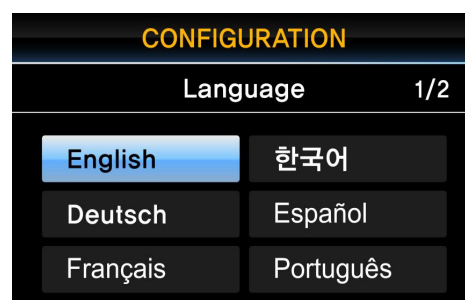 CONFIGURATION
Language 1/2
English 한국어
Deutsch Español
Français Português